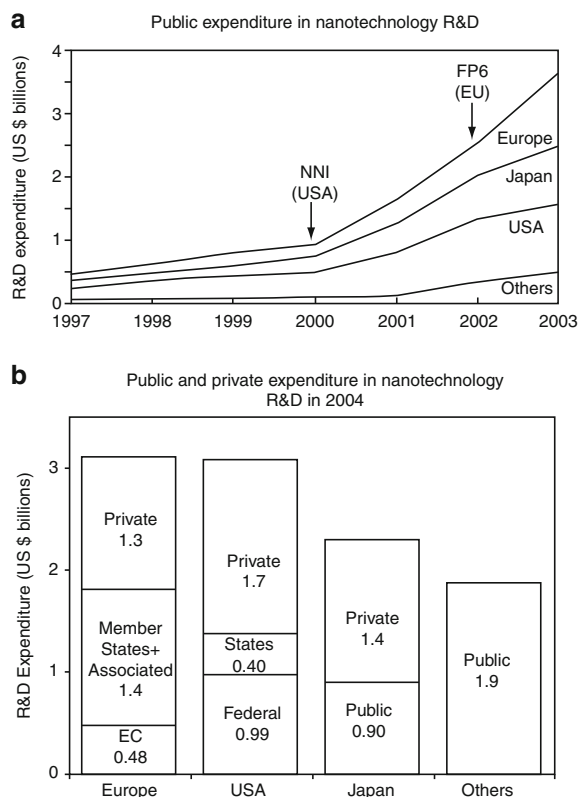 a
Public expenditure in nanotechnology R&D
R&D expenditure (US $ billions)
4
3
2
1
0
FP6
(EU)
NNI
(USA)
Europe
Japan
USA
Others
1997 1998 1999 2000 2001 2002 2003
b
Public and private expenditure in nanotechnology
R&D in 2004
R&D Expenditure (US $ billions)
3
2
1
0
Private
1.3
Member
States+
Associated
1.4
EC
0.48
Private
1.7
States
0.40
Federal
0.99
Private
1.4
Public
0.90
Public
1.9
Europe USA Japan Others